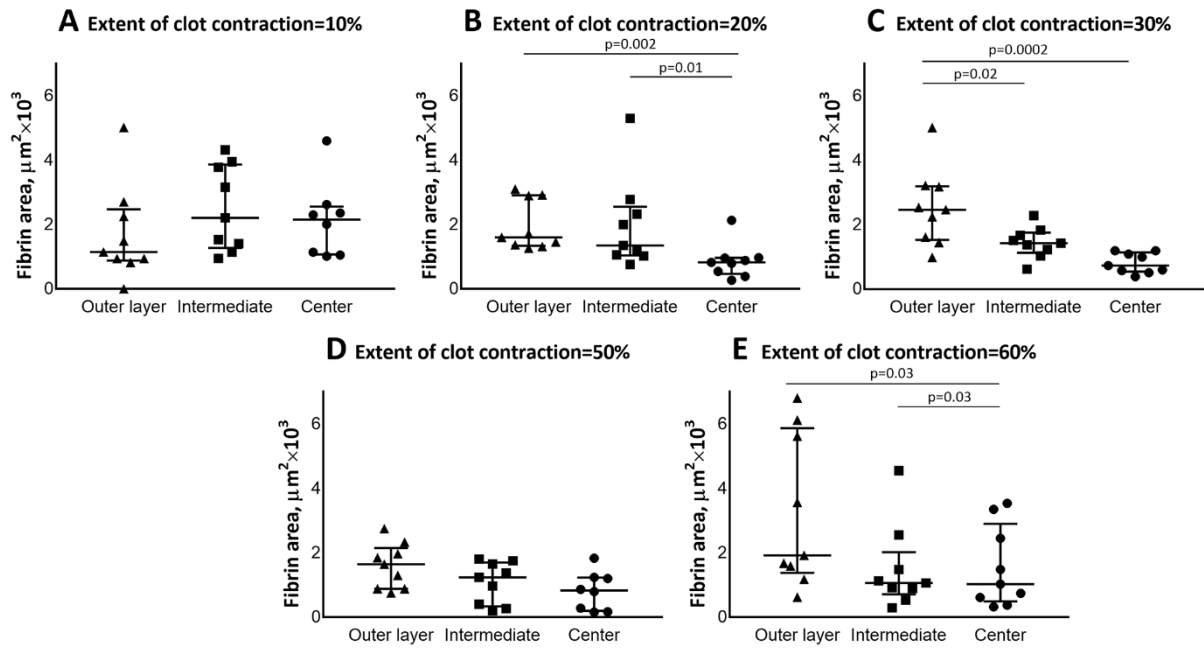 A Extent of clot contraction=10%
Fibrin area, μm²×10³
6
4
2
0
Outer layer Intermediate Center
B Extent of clot contraction=20%
p=0.002
p=0.01
Fibrin area, μm²×10³
6
4
2
0
Outer layer Intermediate Center
C Extent of clot contraction=30%
p=0.0002
p=0.02
Fibrin area, μm²×10³
6
4
2
0
Outer layer Intermediate Center
D Extent of clot contraction=50%
Fibrin area, μm²×10³
6
4
2
0
Outer layer Intermediate Center
E Extent of clot contraction=60%
p=0.03
p=0.03
Fibrin area, μm²×10³
6
4
2
0
Outer layer Intermediate Center